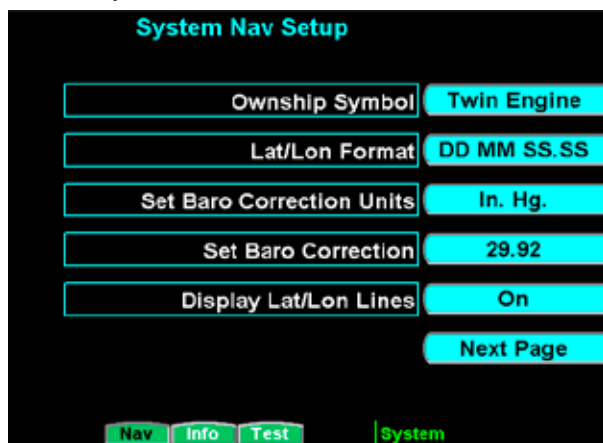 System Nav Setup
Ownship Symbol Twin Engine
Lat/Lon Format DD MM SS.SS
Set Baro Correction Units In. Hg.
Set Baro Correction 29.92
Display Lat/Lon Lines On
Next Page
Nav Info Test System